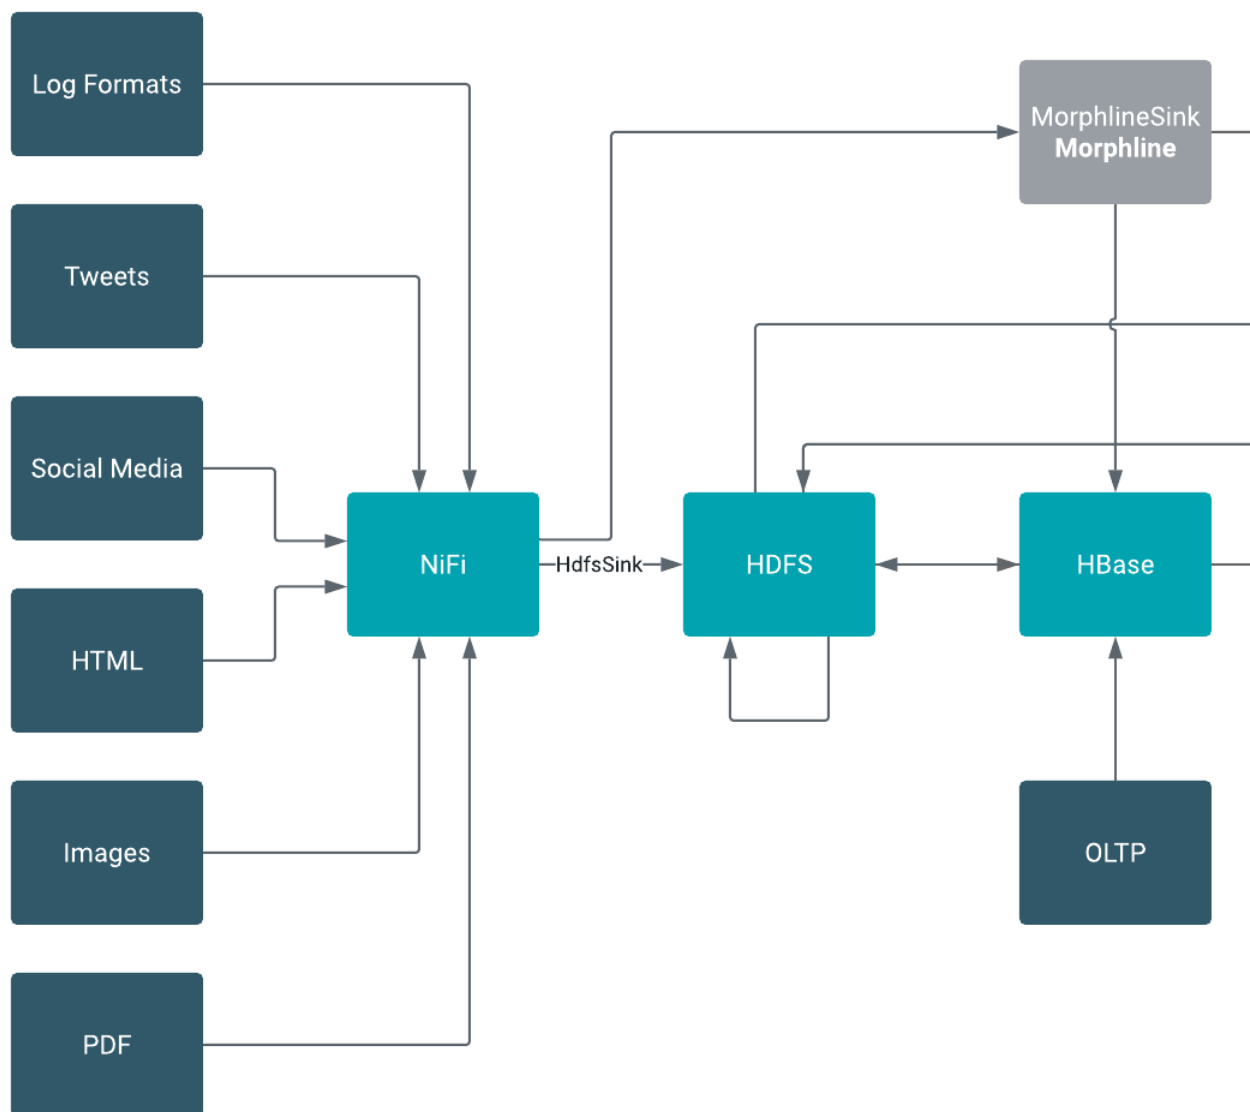 Log Formats
MorphlineSink
Morphline
Tweets
Social Media
NiFi
HdfsSink
HDFS
HBase
HTML
Images
OLTP
PDF